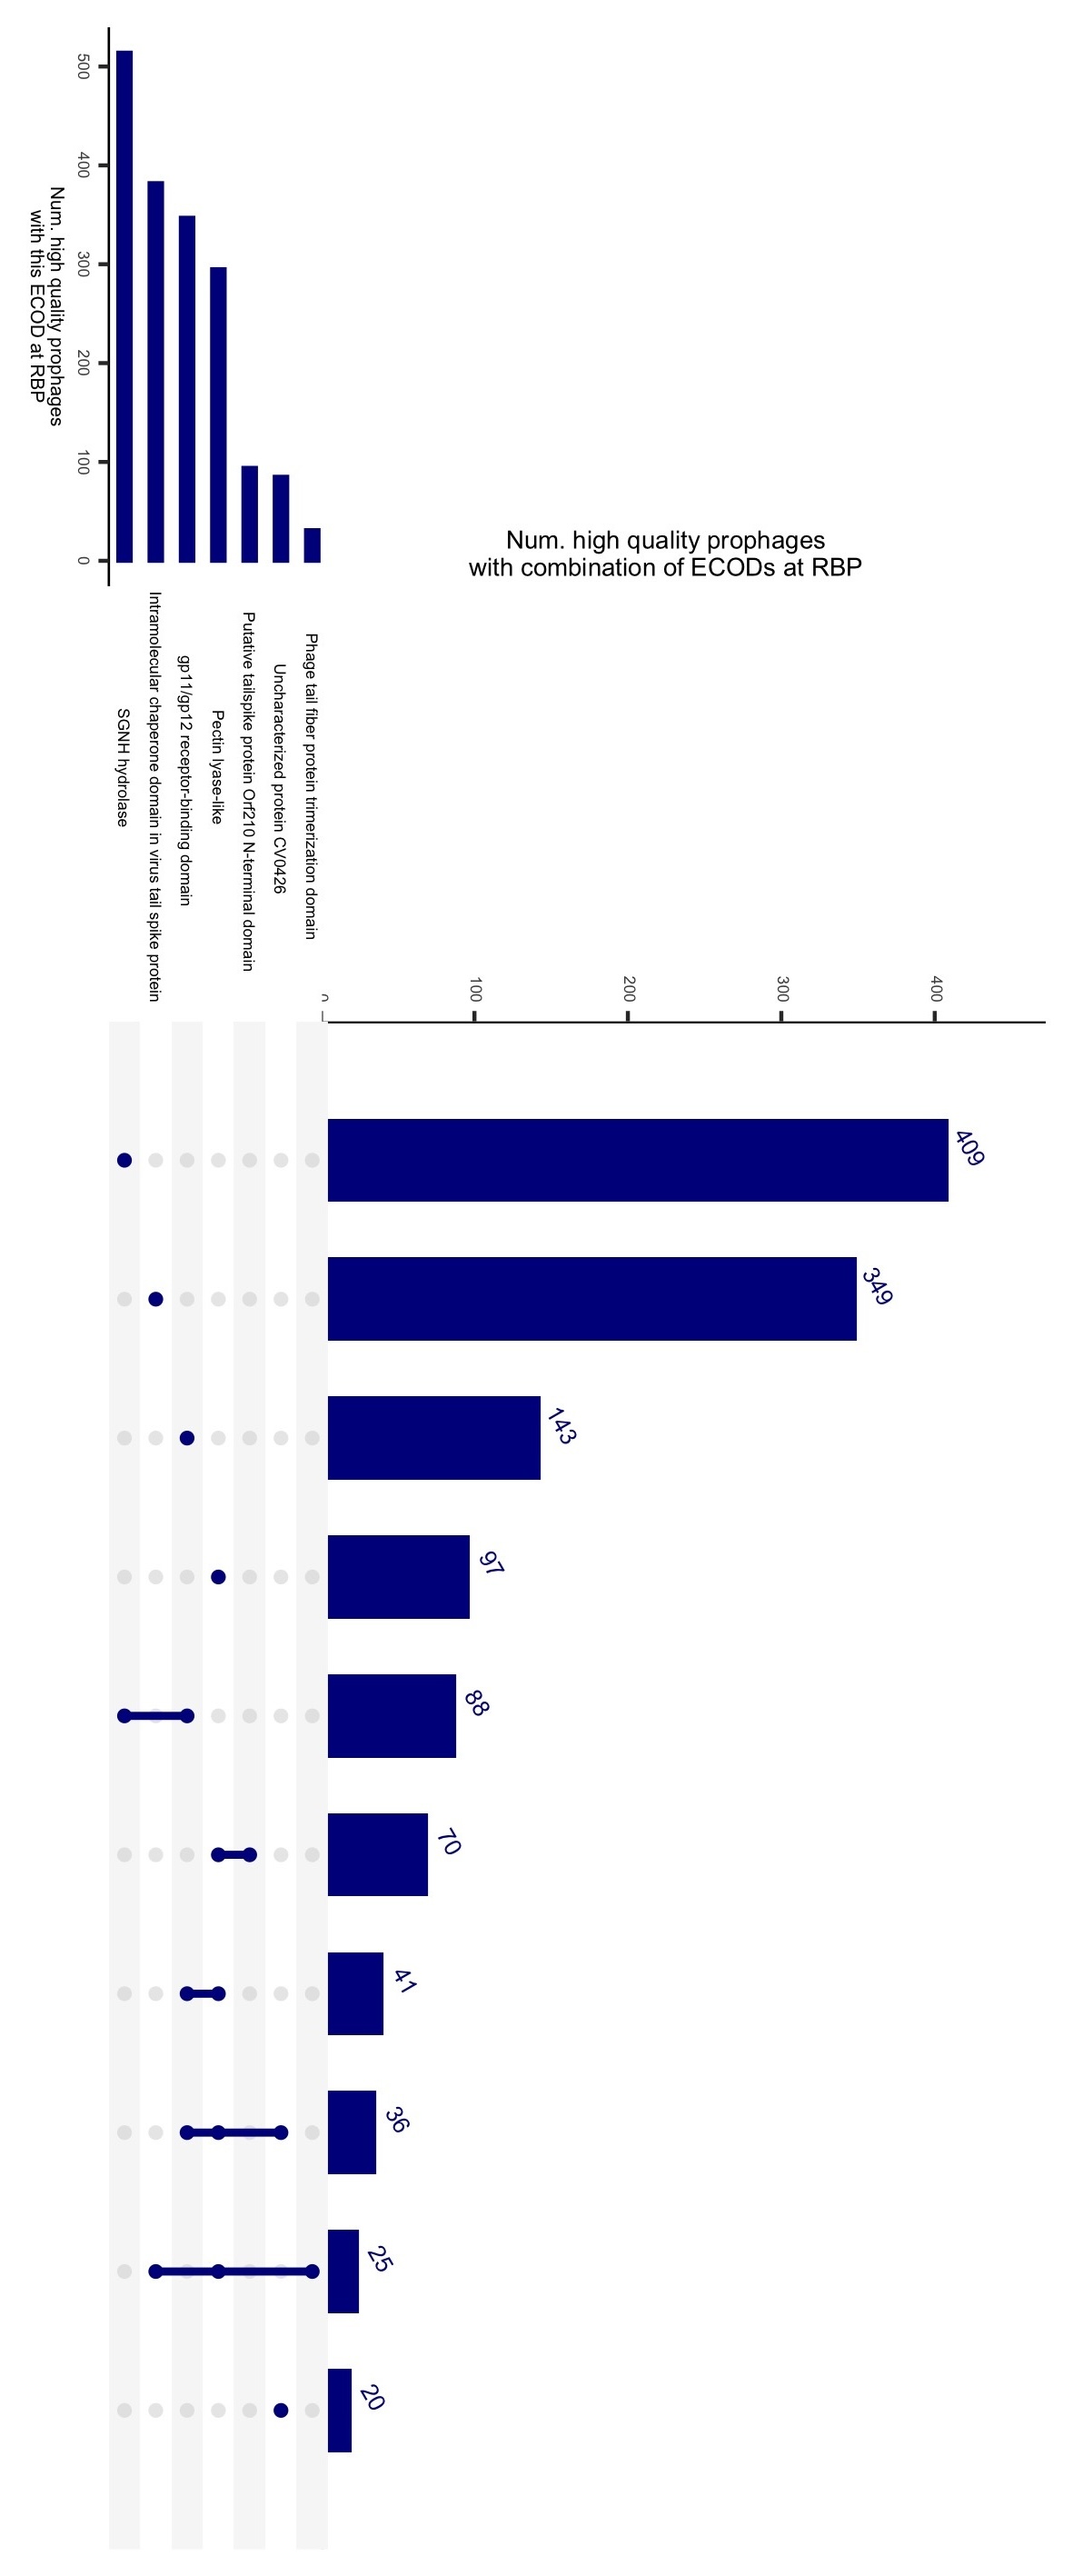 500
400
300
200
100
0
Num. high quality prophages
with this ECOD at RBP
Num. high quality prophages
with combination of ECODs at RBP
Phage tail fiber protein trimerization domain
Uncharacterized protein CV0426
Putative tailspike protein Orf210 N-terminal domain
Pectin lyase-like
gp11/gp12 receptor-binding domain
Intramolecular chaperone domain in virus tail spike protein
SGNH hydrolase
0
100
200
300
400
409
349
143
97
88
70
41
36
25
20